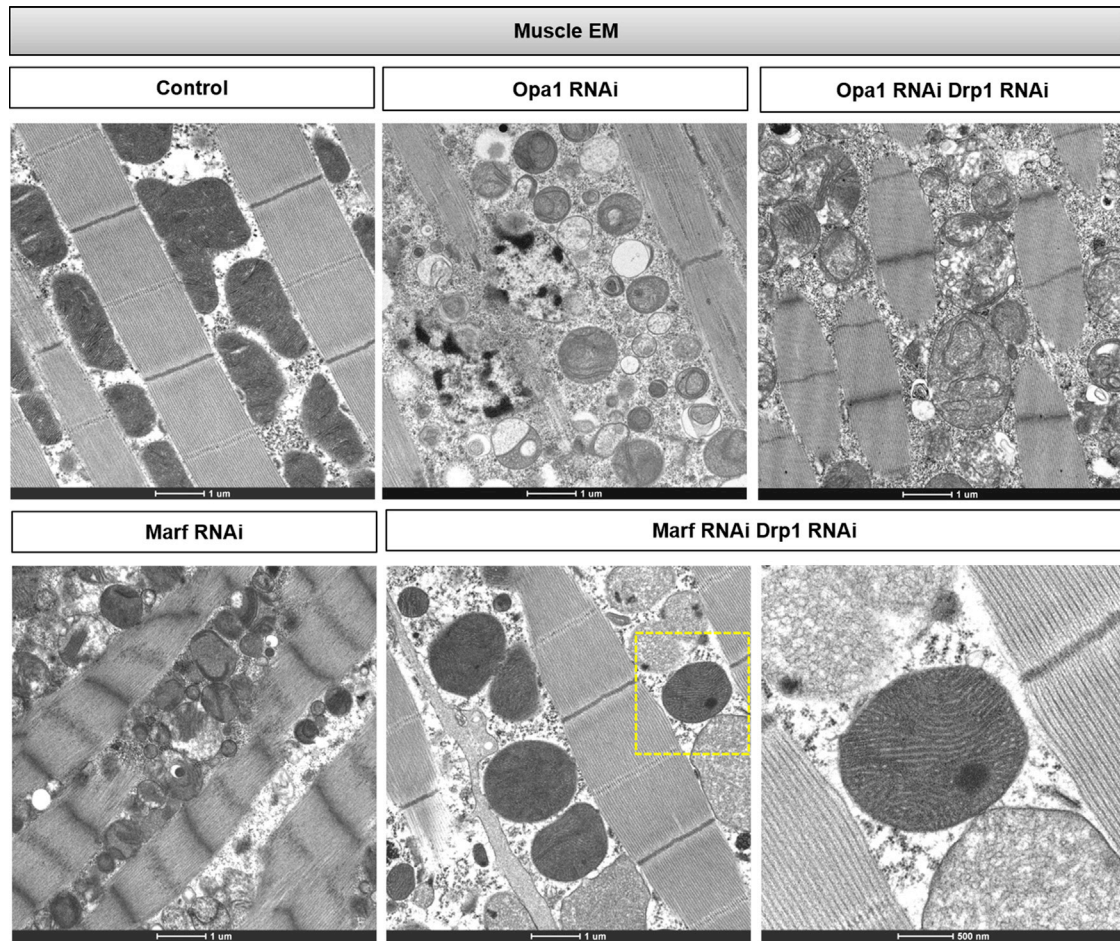 Muscle EM
Control
Opa1 RNAi
Opa1 RNAi Drp1 RNAi
1 um
1 um
1 um
Marf RNAi
Marf RNAi Drp1 RNAi
1 um
1 um
500 nm